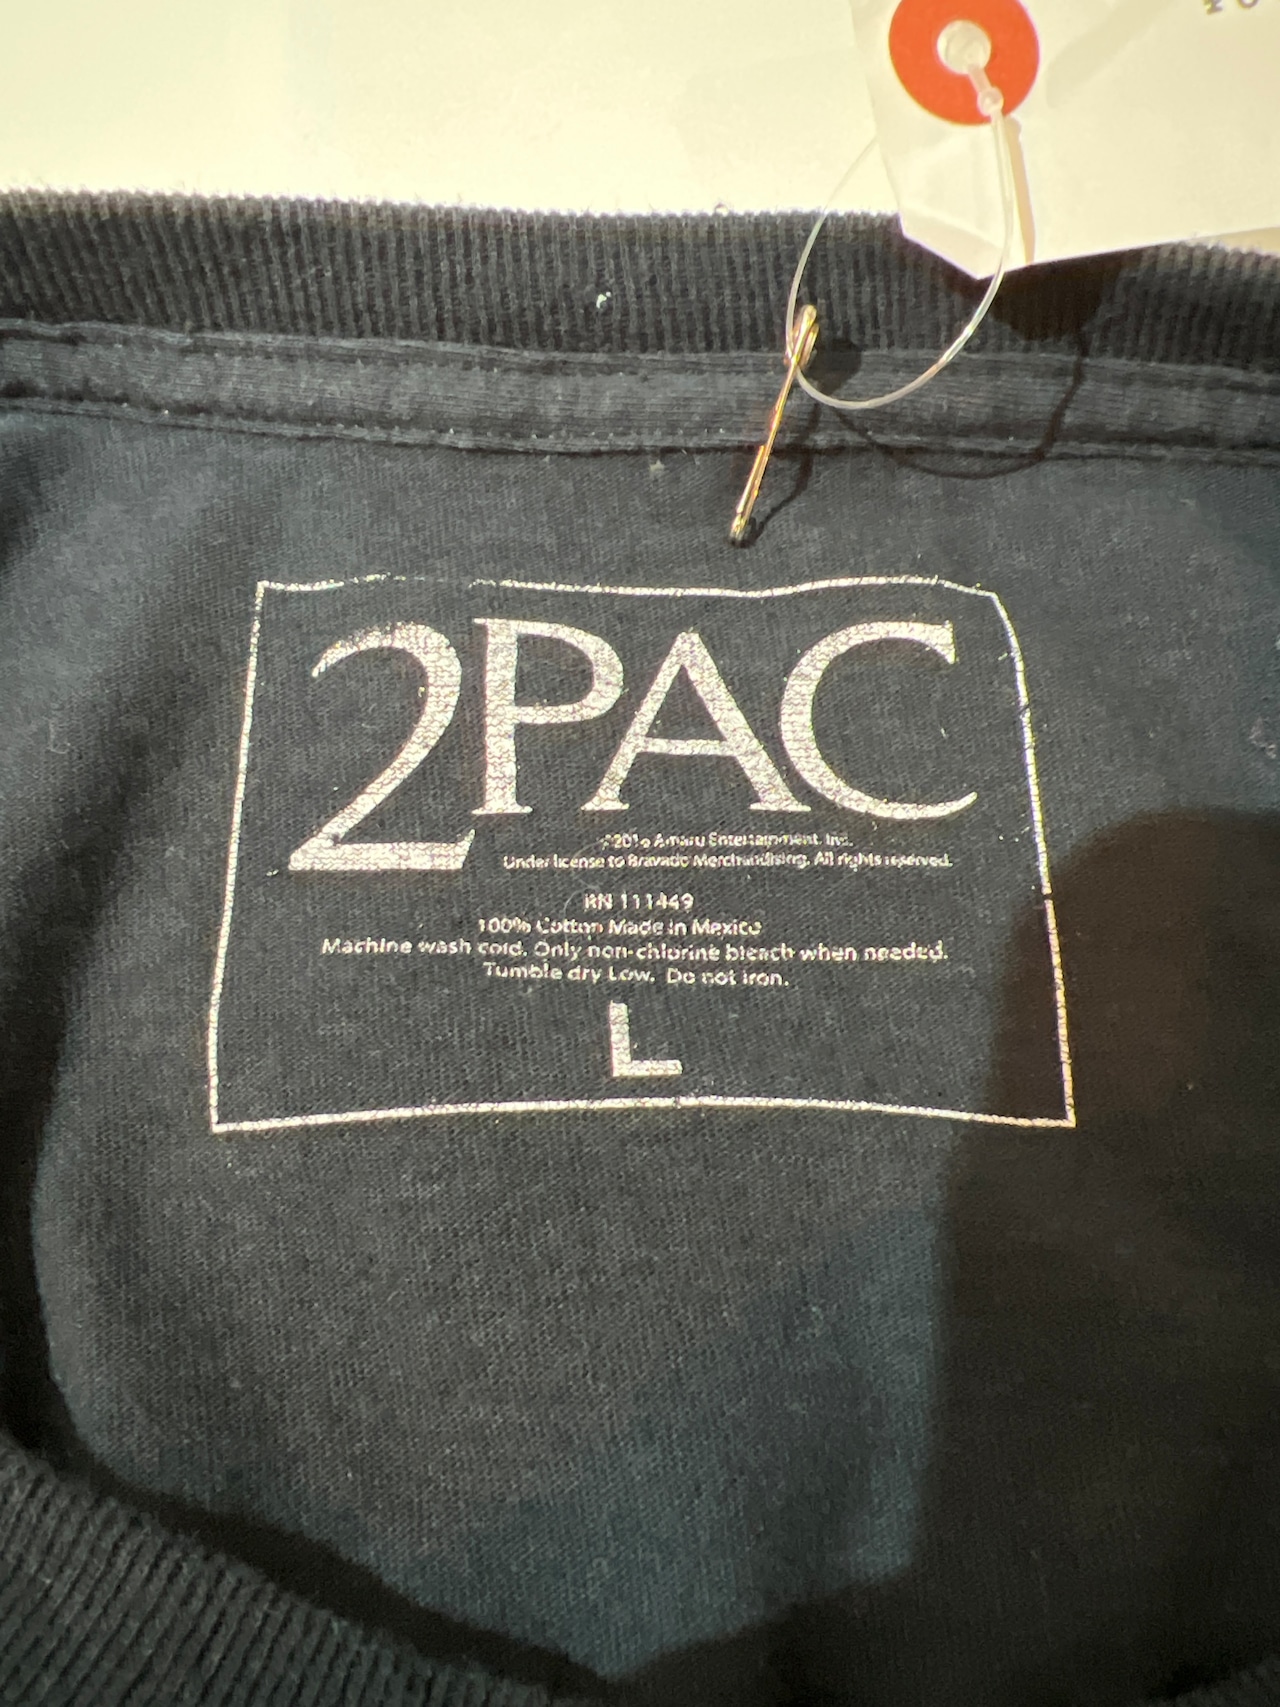 2PAC
Amaru Entertainment, Inc.
Under license to Bravado Merchandising. All rights reserved.
RN 111449
100% Cotton Made in Mexico
Machine wash cold. Only non-chlorine bleach when needed.
Tumble dry Low. Do not iron.
L